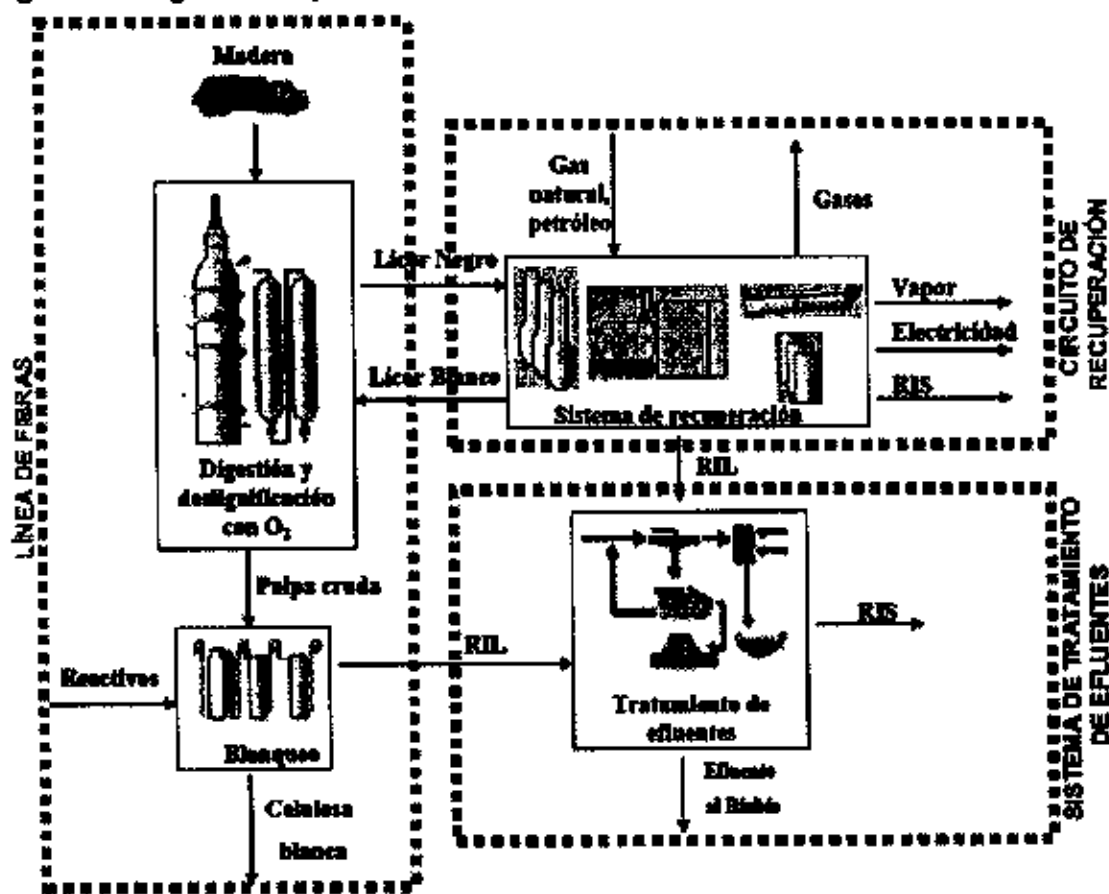 LÍNEA DE FIBRAS
Madera
Digestión y
deslignificación
con O₂
Pulpa cruda
Reactivos
Blanqueo
Celulosa
blanca
Licor Negro
Licor Blanco
Gas
natural,
petróleo
Gases
Sistema de recuperación
Vapor
Electricidad
RIS
CIRCUITO DE
RECUPERACIÓN
RIL
RIL
Tratamiento de
efluentes
RIS
Efluente
al
SISTEMA DE TRATAMIENTO
DE EFLUENTES